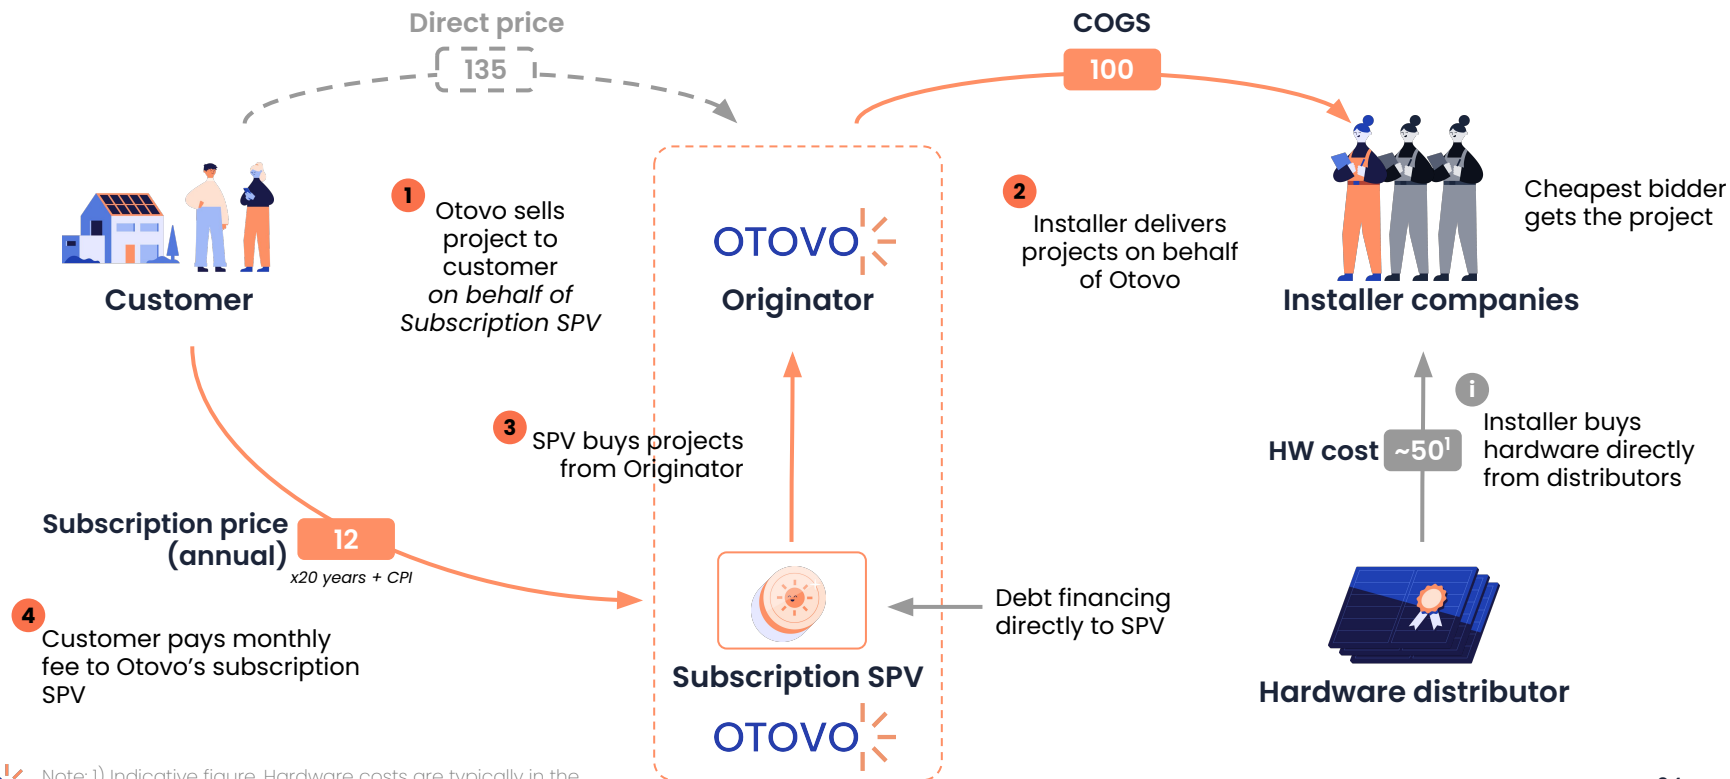 Direct price
135
COGS
100
1
Otovo sells
project to
customer
on behalf of
Subscription SPV
OTOVO
Originator
2
Installer delivers
projects on behalf
of Otovo
Cheapest bidder
gets the project
Customer
Installer companies
3
SPV buys projects
from Originator
i
Installer buys
hardware directly
from distributors
HW cost
~50¹
Subscription price
(annual)
12
x20 years + CPI
4
Customer pays monthly
fee to Otovo’s subscription
SPV
Debt financing
directly to SPV
Subscription SPV
OTOVO
Hardware distributor
Note: 1) Indicative figure. Hardware costs are typically in the